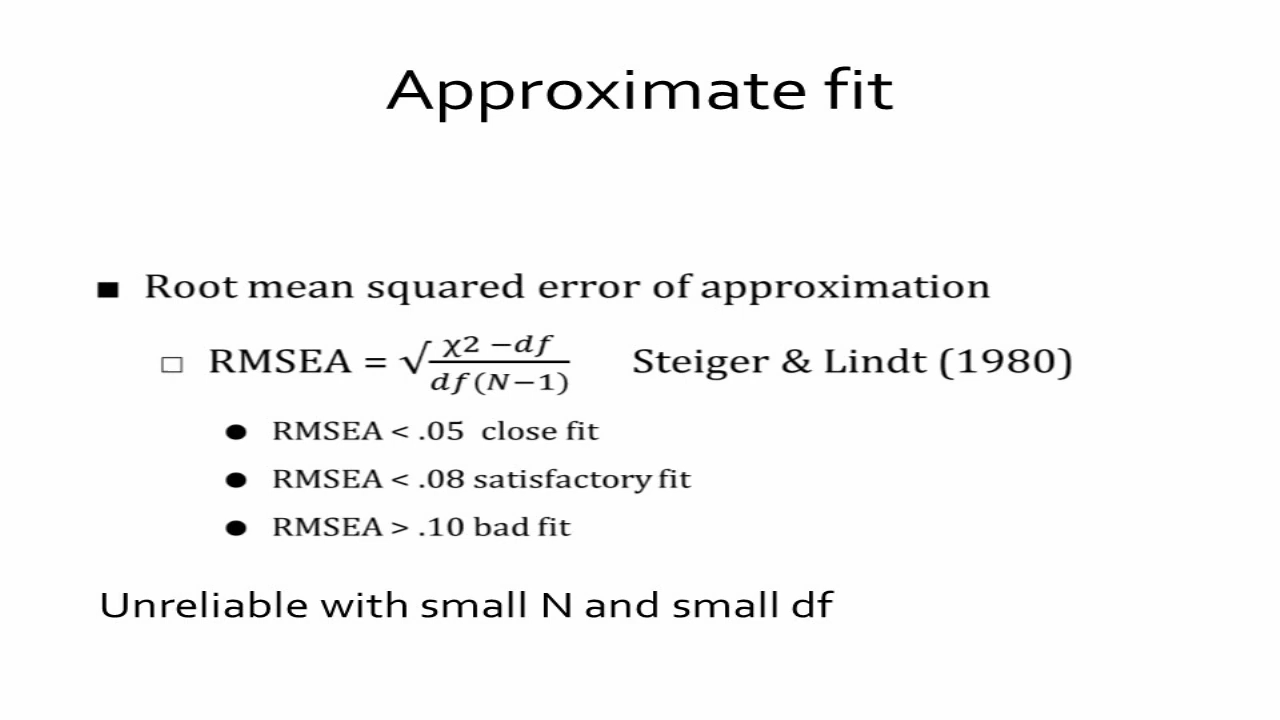 Approximate fit
■ Root mean squared error of approximation
□ RMSEA = √χ2 −df / df(N−1) Steiger & Lindt (1980)
● RMSEA < .05 close fit
● RMSEA < .08 satisfactory fit
● RMSEA > .10 bad fit
Unreliable with small N and small df